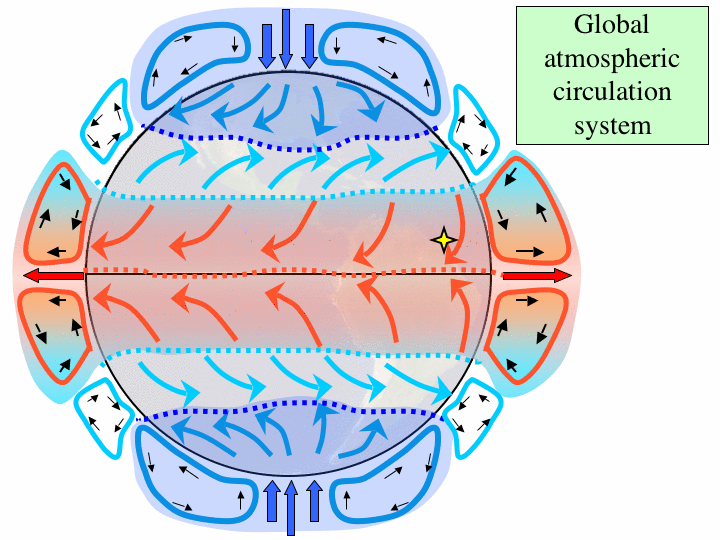 Global
atmospheric
circulation
system